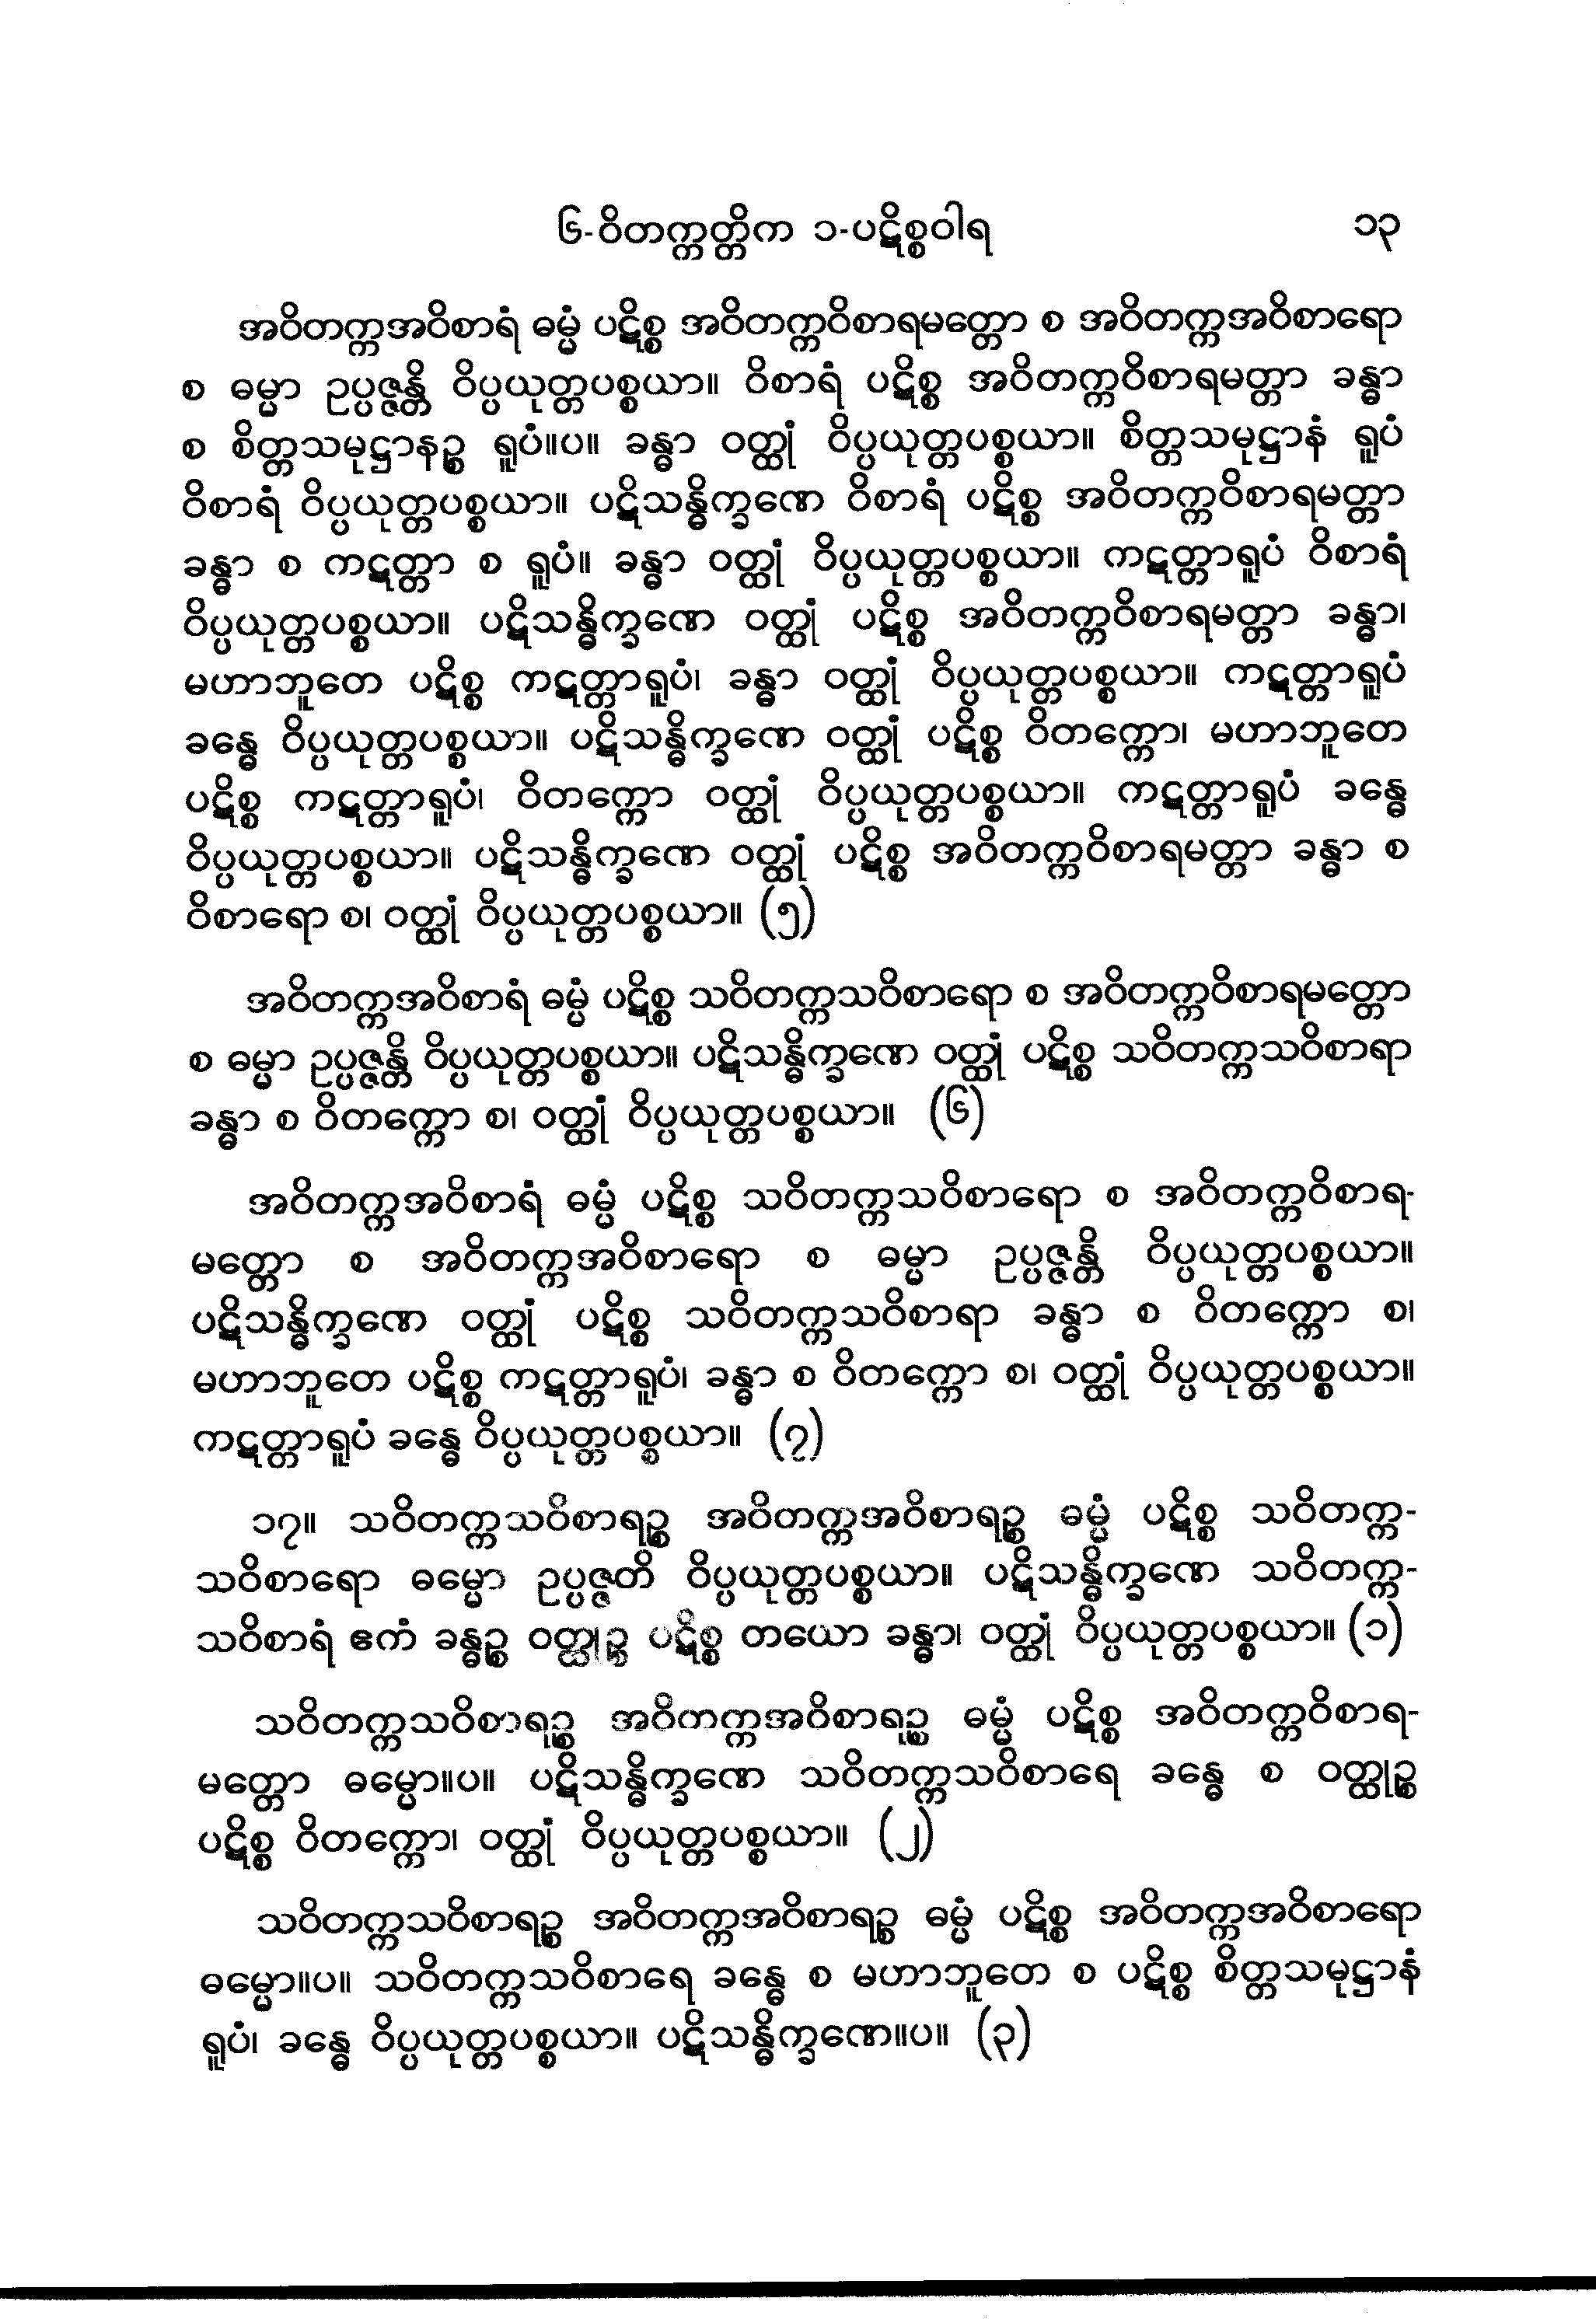 ၆-ဝိတက္ကတ္တိက ၁-ပဋိစ္စဝါရ ၁၃
အဝိတက္ကအဝိစာရံ ဓမ္မံ ပဋိစ္စ အဝိတက္ကဝိစာရမတ္တော စ အဝိတက္ကအဝိစာရော
စ ဓမ္မာ ဥပ္ပဇ္ဇန္တိ ဝိပ္ပယုတ္တပစ္စယာ။ ဝိစာရံ ပဋိစ္စ အဝိတက္ကဝိစာရမတ္တာ ခန္ဓာ
စ စိတ္တသမုဋ္ဌာနဉ္စ ရူပံ။ပ။ ခန္ဓာ ဝတ္ထုံ ဝိပ္ပယုတ္တပစ္စယာ။ စိတ္တသမုဋ္ဌာနံ ရူပံ
ဝိစာရံ ဝိပ္ပယုတ္တပစ္စယာ။ ပဋိသန္ဓိက္ခဏေ ဝိစာရံ ပဋိစ္စ အဝိတက္ကဝိစာရမတ္တာ
ခန္ဓာ စ ကဋတ္တာ စ ရူပံ။ ခန္ဓာ ဝတ္ထုံ ဝိပ္ပယုတ္တပစ္စယာ။ ကဋတ္တာရူပံ ဝိစာရံ
ဝိပ္ပယုတ္တပစ္စယာ။ ပဋိသန္ဓိက္ခဏေ ဝတ္ထုံ ပဋိစ္စ အဝိတက္ကဝိစာရမတ္တာ ခန္ဓာ၊
မဟာဘူတေ ပဋိစ္စ ကဋတ္တာရူပံ၊ ခန္ဓာ ဝတ္ထုံ ဝိပ္ပယုတ္တပစ္စယာ။ ကဋတ္တာရူပံ
ခန္ဓေ ဝိပ္ပယုတ္တပစ္စယာ။ ပဋိသန္ဓိက္ခဏေ ဝတ္ထုံ ပဋိစ္စ ဝိတက္ကော၊ မဟာဘူတေ
ပဋိစ္စ ကဋတ္တာရူပံ၊ ဝိတက္ကော ဝတ္ထုံ ဝိပ္ပယုတ္တပစ္စယာ။ ကဋတ္တာရူပံ ခန္ဓေ
ဝိပ္ပယုတ္တပစ္စယာ။ ပဋိသန္ဓိက္ခဏေ ဝတ္ထုံ ပဋိစ္စ အဝိတက္ကဝိစာရမတ္တာ ခန္ဓာ စ
ဝိစာရော စ၊ ဝတ္ထုံ ဝိပ္ပယုတ္တပစ္စယာ။ (၅)
အဝိတက္ကအဝိစာရံ ဓမ္မံ ပဋိစ္စ သဝိတက္ကသဝိစာရော စ အဝိတက္ကဝိစာရမတ္တော
စ ဓမ္မာ ဥပ္ပဇ္ဇန္တိ ဝိပ္ပယုတ္တပစ္စယာ။ ပဋိသန္ဓိက္ခဏေ ဝတ္ထုံ ပဋိစ္စ သဝိတက္ကသဝိစာရာ
ခန္ဓာ စ ဝိတက္ကော စ၊ ဝတ္ထုံ ဝိပ္ပယုတ္တပစ္စယာ။ (၆)
အဝိတက္ကအဝိစာရံ ဓမ္မံ ပဋိစ္စ သဝိတက္ကသဝိစာရော စ အဝိတက္ကဝိစာရ-
မတ္တော စ အဝိတက္ကအဝိစာရော စ ဓမ္မာ ဥပ္ပဇ္ဇန္တိ ဝိပ္ပယုတ္တပစ္စယာ။
ပဋိသန္ဓိက္ခဏေ ဝတ္ထုံ ပဋိစ္စ သဝိတက္ကသဝိစာရာ ခန္ဓာ စ ဝိတက္ကော စ၊
မဟာဘူတေ ပဋိစ္စ ကဋတ္တာရူပံ၊ ခန္ဓာ စ ဝိတက္ကော စ၊ ဝတ္ထုံ ဝိပ္ပယုတ္တပစ္စယာ။
ကဋတ္တာရူပံ ခန္ဓေ ဝိပ္ပယုတ္တပစ္စယာ။ (၇)
၁၇။ သဝိတက္ကသဝိစာရဉ္စ အဝိတက္ကအဝိစာရဉ္စ ဓမ္မံ ပဋိစ္စ သဝိတက္က-
သဝိစာရော ဓမ္မော ဥပ္ပဇ္ဇတိ ဝိပ္ပယုတ္တပစ္စယာ။ ပဋိသန္ဓိက္ခဏေ သဝိတက္က-
သဝိစာရံ ဧကံ ခန္ဓဉ္စ ဝတ္ထုဉ္စ ပဋိစ္စ တယော ခန္ဓာ၊ ဝတ္ထုံ ဝိပ္ပယုတ္တပစ္စယာ။ (၁)
သဝိတက္ကသဝိစာရဉ္စ အဝိတက္ကအဝိစာရဉ္စ ဓမ္မံ ပဋိစ္စ အဝိတက္ကဝိစာရ-
မတ္တော ဓမ္မော။ပ။ ပဋိသန္ဓိက္ခဏေ သဝိတက္ကသဝိစာရေ ခန္ဓေ စ ဝတ္ထုဉ္စ
ပဋိစ္စ ဝိတက္ကော၊ ဝတ္ထုံ ဝိပ္ပယုတ္တပစ္စယာ။ (၂)
သဝိတက္ကသဝိစာရဉ္စ အဝိတက္ကအဝိစာရဉ္စ ဓမ္မံ ပဋိစ္စ အဝိတက္ကအဝိစာရော
ဓမ္မော။ပ။ သဝိတက္ကသဝိစာရေ ခန္ဓေ စ မဟာဘူတေ စ ပဋိစ္စ စိတ္တသမုဋ္ဌာနံ
ရူပံ၊ ခန္ဓေ ဝိပ္ပယုတ္တပစ္စယာ။ ပဋိသန္ဓိက္ခဏေ။ပ။ (၃)